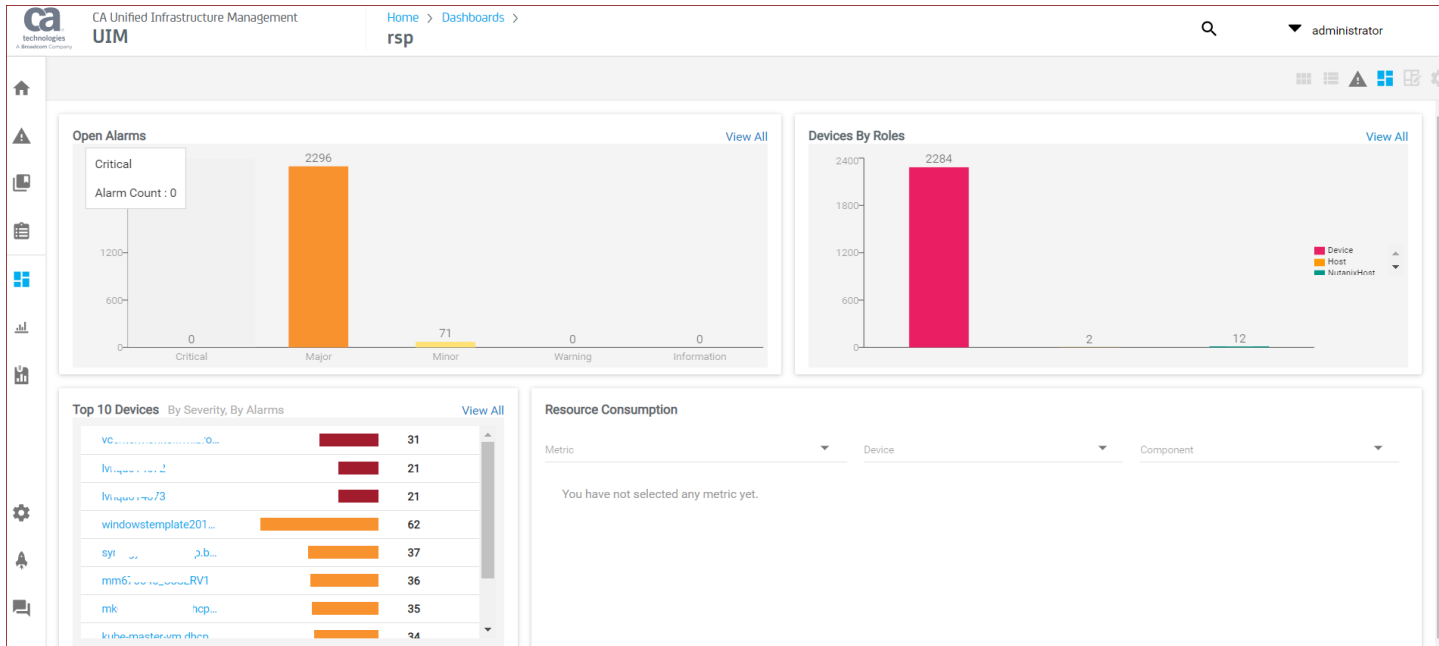 ca
technologies
A Broadcom Company
CA Unified Infrastructure Management
UIM
Home > Dashboards >
rsp
administrator
Open Alarms
View All
Critical
Alarm Count : 0
2296
1200
600
0
0
71
0
0
Critical
Major
Minor
Warning
Information
Devices By Roles
View All
2400
1800
1200
600
0
2284
2
12
Device
Host
NutanixHost
Top 10 Devices By Severity, By Alarms
View All
31
21
21
windowstemplate201... 62
37
36
35
kube-master-vm.dhcp 34
Resource Consumption
Metric
Device
Component
You have not selected any metric yet.